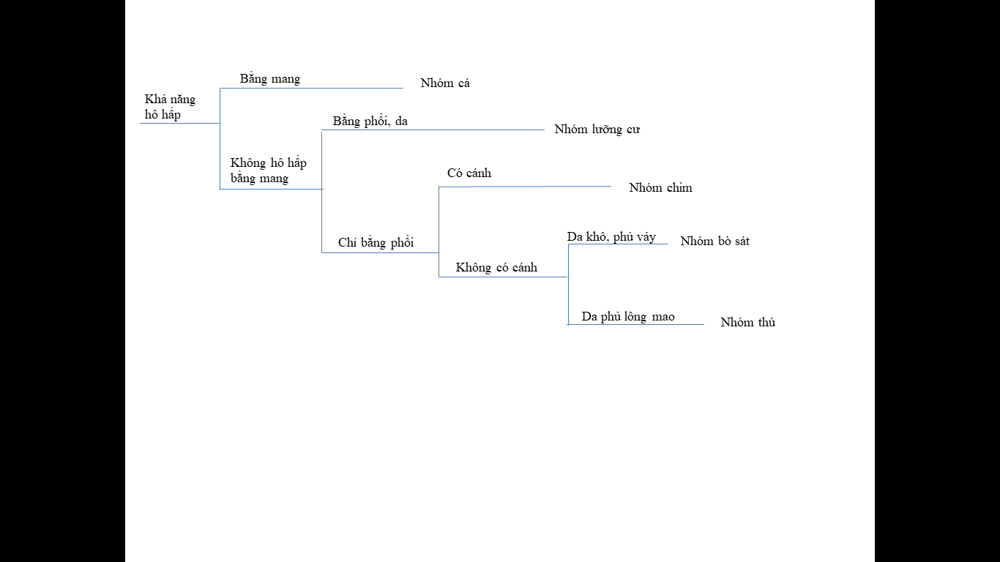 Bằng mang
Nhóm cá
Khả năng
hô hấp
Bằng phổi, da
Nhóm lưỡng cư
Không hô hấp
bằng mang
Có cánh
Nhóm chim
Chỉ bằng phổi
Da khô, phủ vảy
Nhóm bò sát
Không có cánh
Da phủ lông mao
Nhóm thú